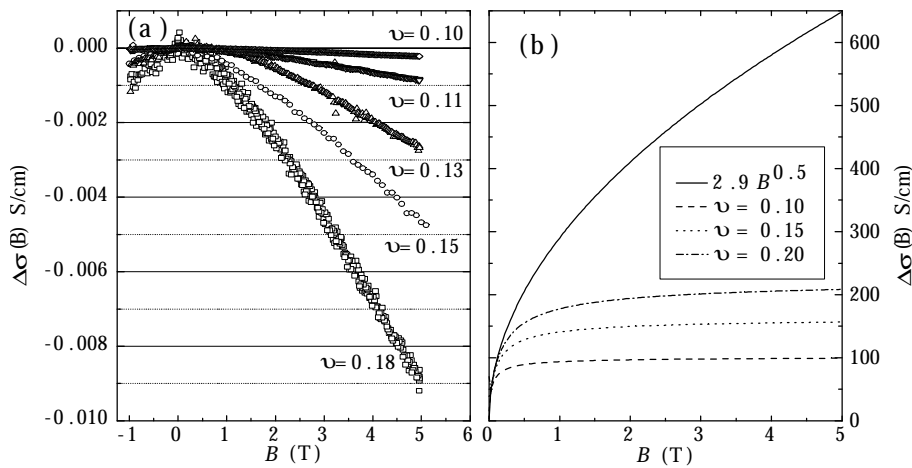 (a)
υ= 0.10
υ= 0.11
υ= 0.13
υ= 0.15
υ=0.18
0.000
-0.002
-0.004
-0.006
-0.008
-0.010
Δσ(B) S/cm)
-1 0 1 2 3 4 5 6
B (T)
(b)
2.9 B^0.5
υ = 0.10
υ = 0.15
υ = 0.20
600
500
400
300
200
100
0
Δσ(B) S/cm)
0 1 2 3 4 5
B (T)